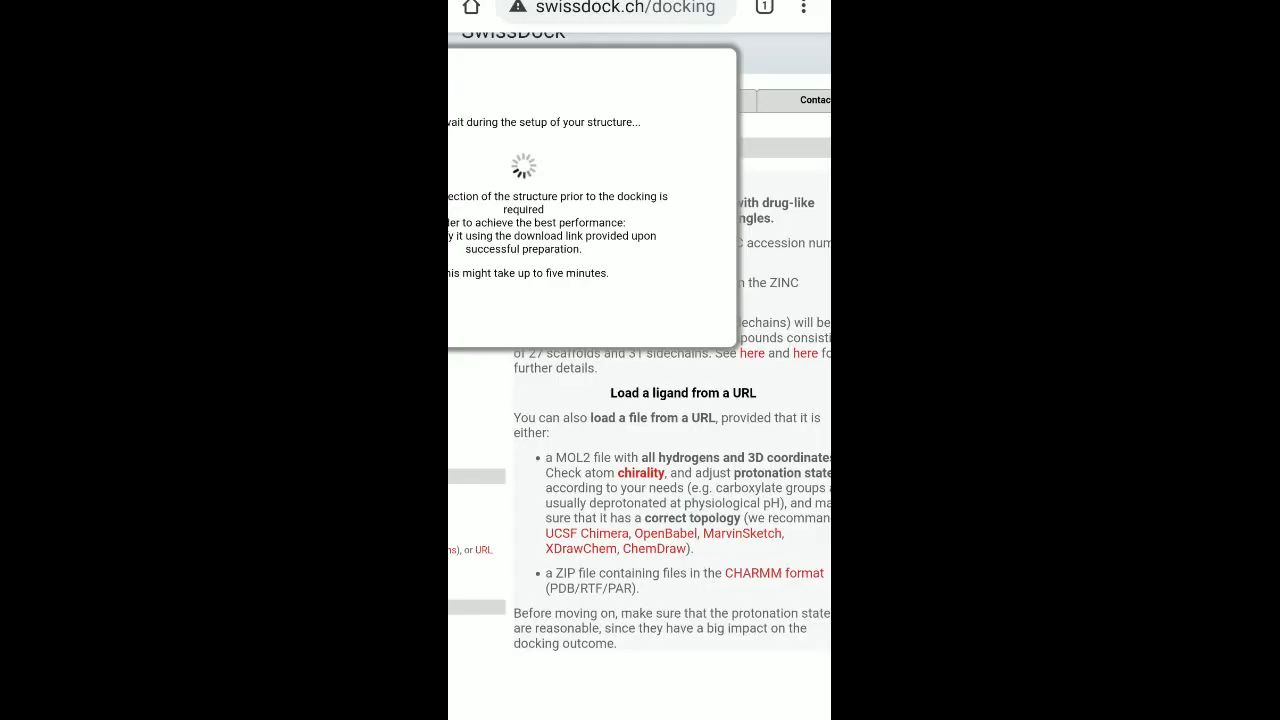 swissdock.ch/docking
1
SwissDock
Contac
wait during the setup of your structure...
ection of the structure prior to the docking is
required
der to achieve the best performance:
y it using the download link provided upon
successful preparation.
his might take up to five minutes.
with drug-like
ngles.
C accession num
n the ZINC
dechains) will be
pounds consisti
of 27 scaffolds and 31 sidechains. See here and here fo
further details.
Load a ligand from a URL
You can also load a file from a URL, provided that it is
either:
• a MOL2 file with all hydrogens and 3D coordinates
Check atom chirality, and adjust protonation state
according to your needs (e.g. carboxylate groups a
usually deprotonated at physiological pH), and ma
sure that it has a correct topology (we recomman
UCSF Chimera, OpenBabel, MarvinSketch,
XDrawChem, ChemDraw).
ns), or URL
• a ZIP file containing files in the CHARMM format
(PDB/RTF/PAR).
Before moving on, make sure that the protonation state
are reasonable, since they have a big impact on the
docking outcome.